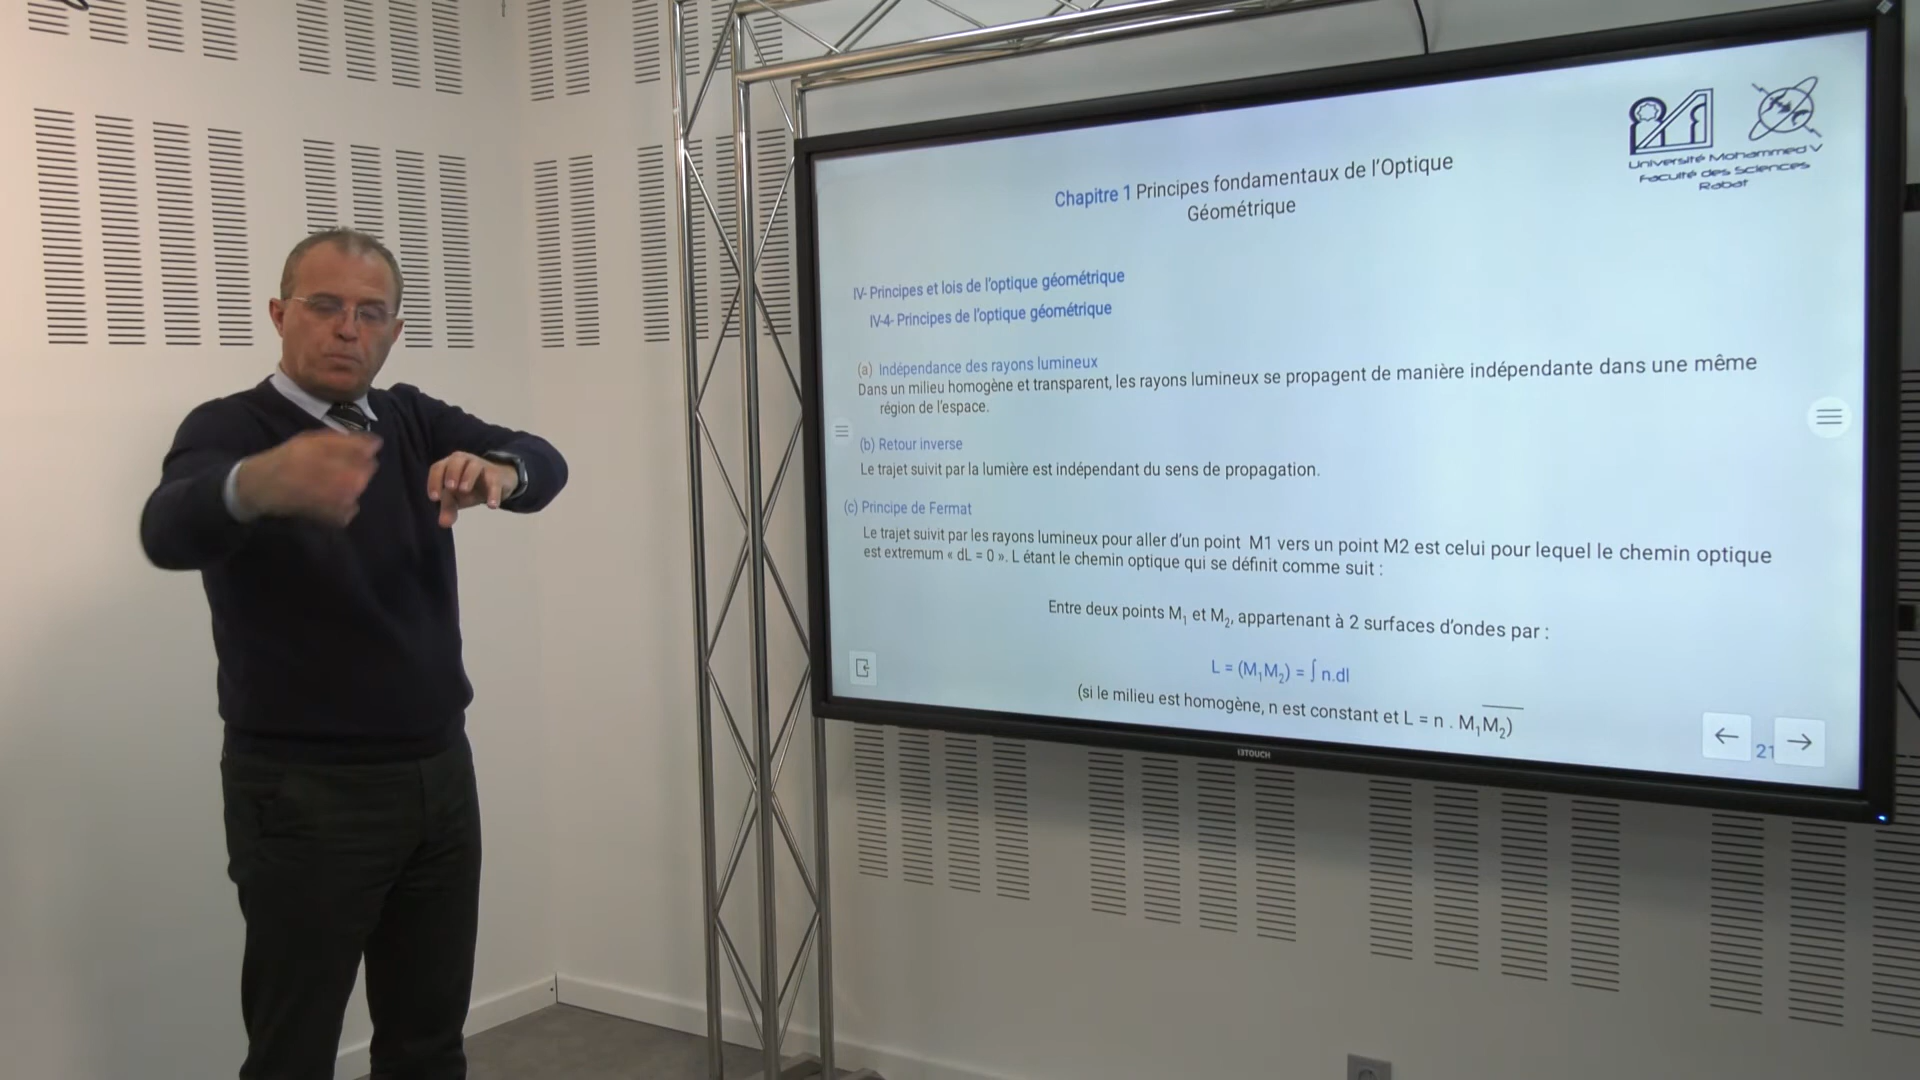 Université Mohammed V
Faculté des Sciences
Rabat
Chapitre 1 Principes fondamentaux de l'Optique
Géométrique
IV- Principes et lois de l'optique géométrique
IV-4- Principes de l'optique géométrique
(a) Indépendance des rayons lumineux
Dans un milieu homogène et transparent, les rayons lumineux se propagent de manière indépendante dans une même
région de l'espace.
(b) Retour inverse
Le trajet suivit par la lumière est indépendant du sens de propagation.
(c) Principe de Fermat
Le trajet suivit par les rayons lumineux pour aller d'un point M1 vers un point M2 est celui pour lequel le chemin optique
est extremum « dL = 0 ». L étant le chemin optique qui se définit comme suit :
Entre deux points M₁ et M₂, appartenant à 2 surfaces d'ondes par :
L = (M₁M₂) = ∫ n.dl
(si le milieu est homogène, n est constant et L = n . M₁M₂)
21
i3TOUCH